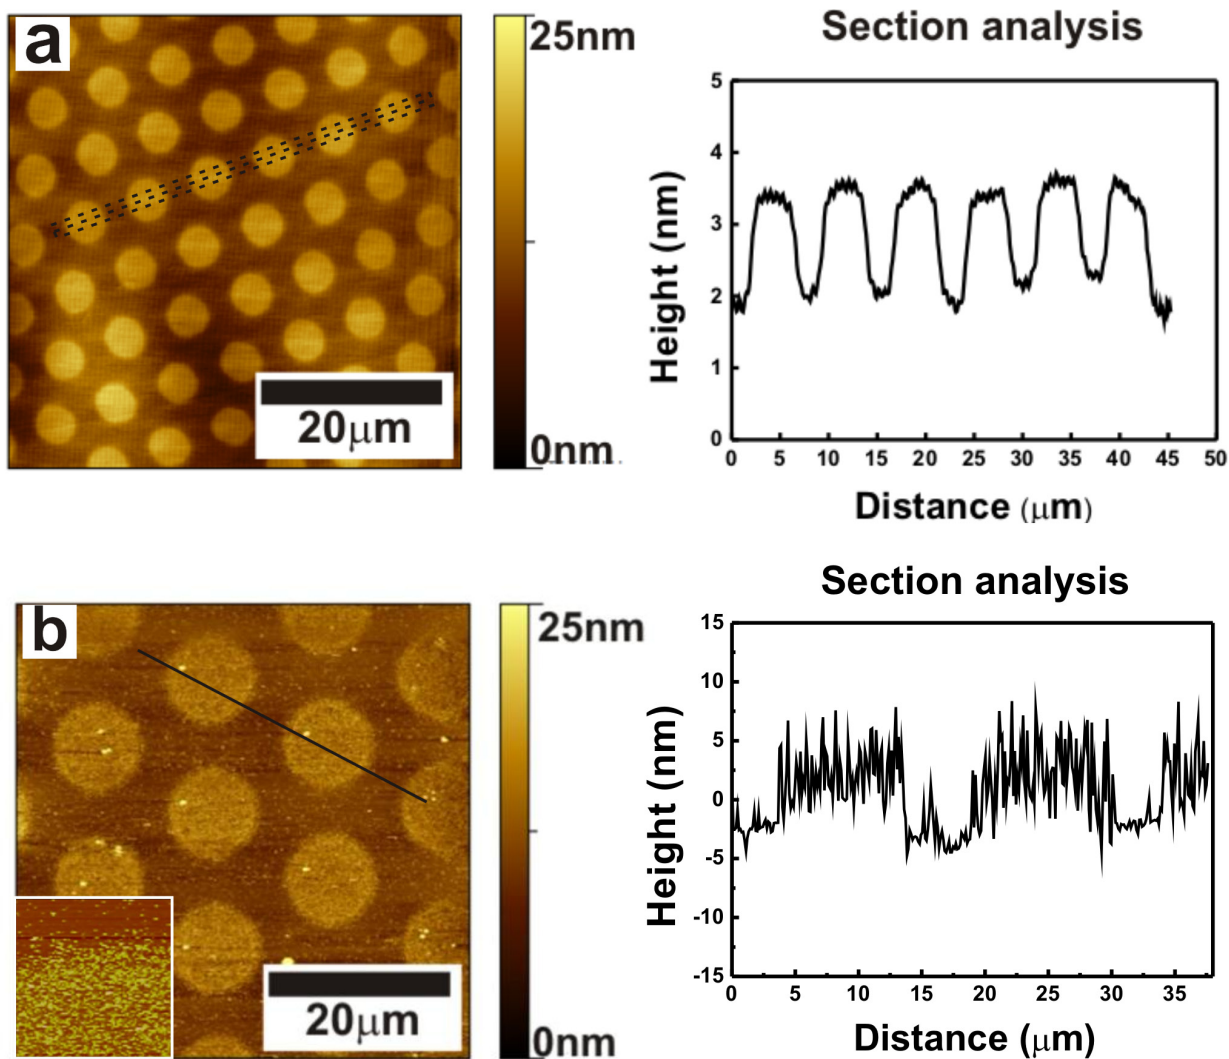 a
25nm
0nm
20μm
Section analysis
Height (nm)
5
4
3
2
1
0
0 5 10 15 20 25 30 35 40 45 50
Distance (μm)
b
25nm
0nm
20μm
Section analysis
Height (nm)
15
10
5
0
-5
-10
-15
0 5 10 15 20 25 30 35
Distance (μm)